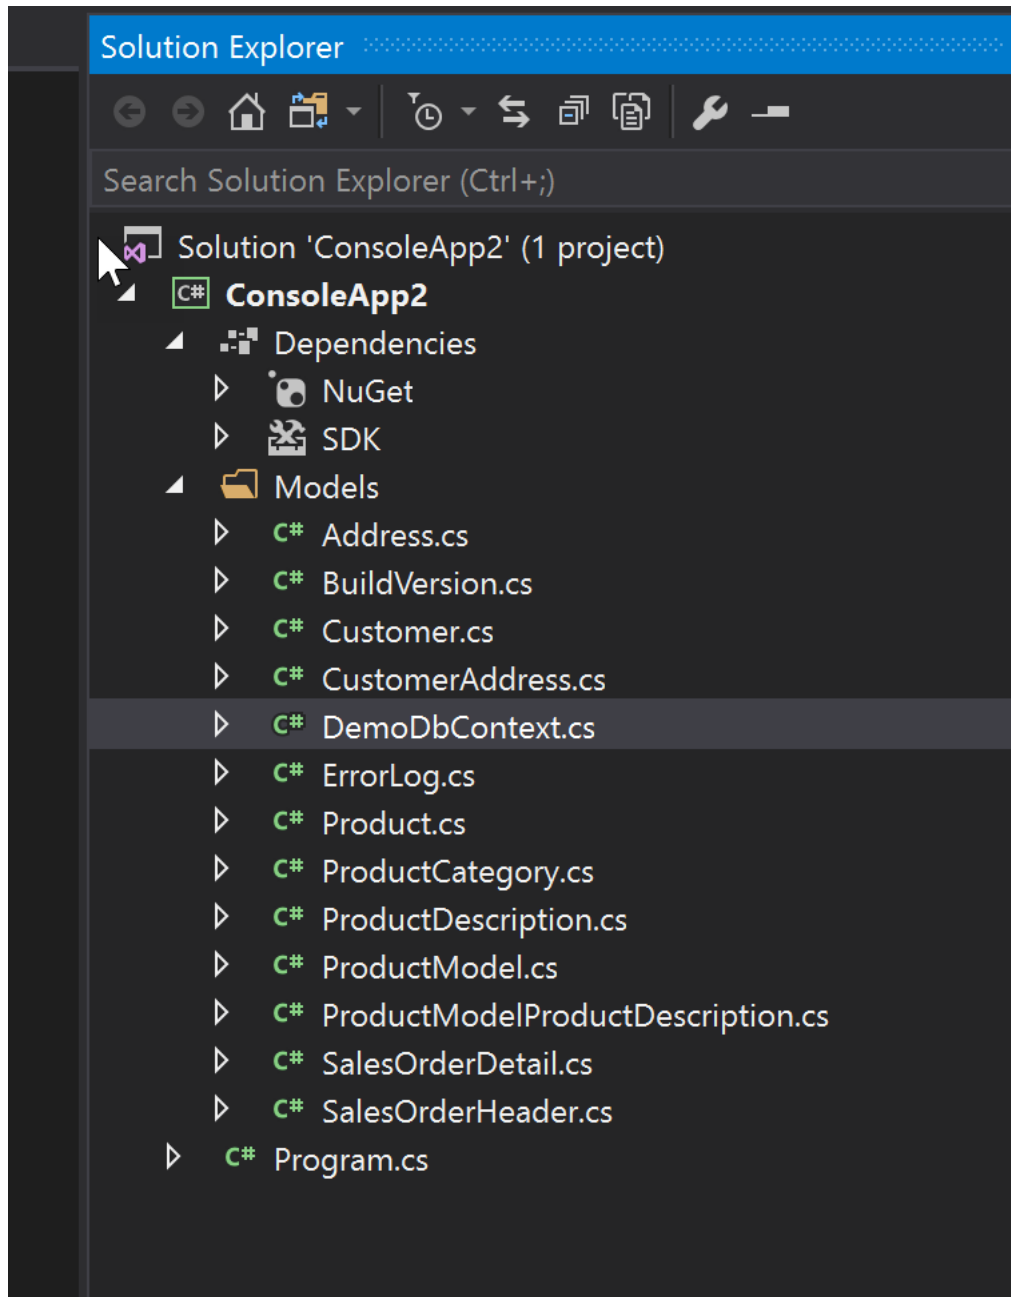 Solution Explorer
Search Solution Explorer (Ctrl+;)
Solution 'ConsoleApp2' (1 project)
C# ConsoleApp2
Dependencies
NuGet
SDK
Models
C# Address.cs
C# BuildVersion.cs
C# Customer.cs
C# CustomerAddress.cs
C# DemoDbContext.cs
C# ErrorLog.cs
C# Product.cs
C# ProductCategory.cs
C# ProductDescription.cs
C# ProductModel.cs
C# ProductModelProductDescription.cs
C# SalesOrderDetail.cs
C# SalesOrderHeader.cs
C# Program.cs